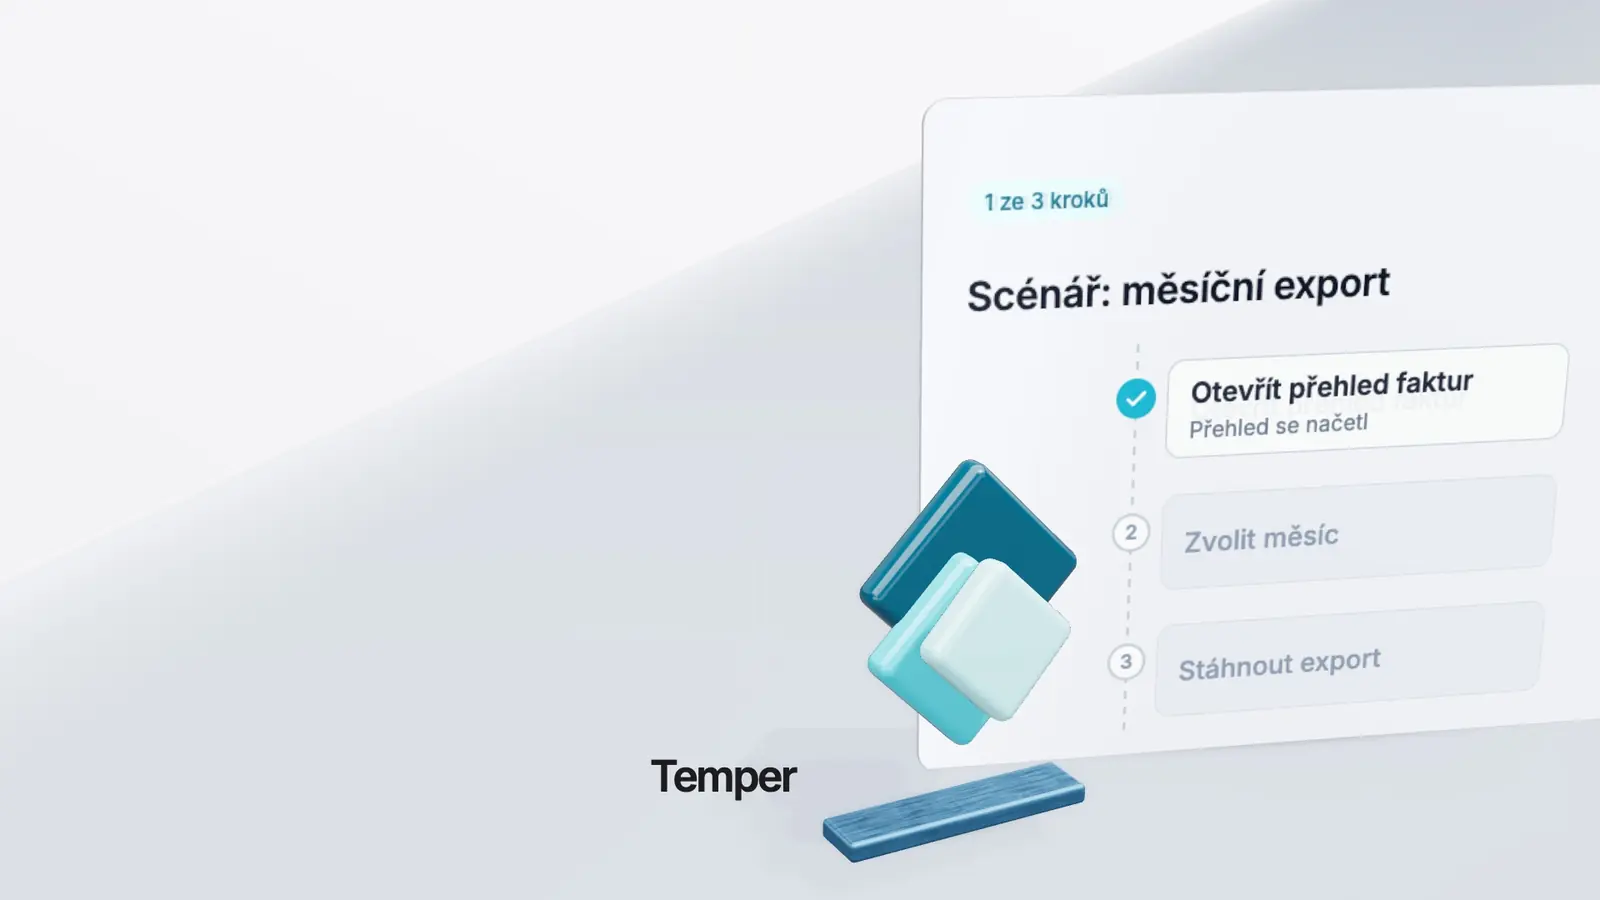 1 ze 3 kroků
Scénář: měsíční export
Otevřít přehled faktur
Přehled se načetl
2
Zvolit měsíc
3
Stáhnout export
Temper